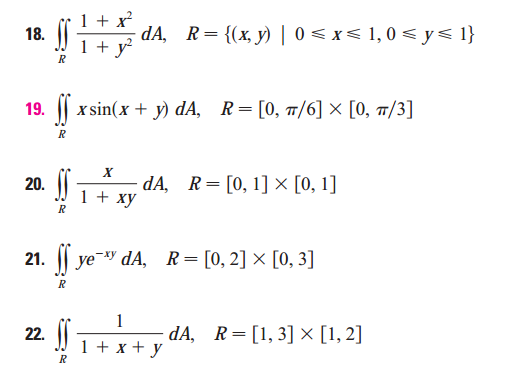 18. ∬_R (1 + x²)/(1 + y²) dA, R = {(x, y) | 0 ≤ x ≤ 1, 0 ≤ y ≤ 1}
19. ∬_R x sin(x + y) dA, R = [0, π/6] × [0, π/3]
20. ∬_R x/(1 + xy) dA, R = [0, 1] × [0, 1]
21. ∬_R ye^(−xy) dA, R = [0, 2] × [0, 3]
22. ∬_R 1/(1 + x + y) dA, R = [1, 3] × [1, 2]